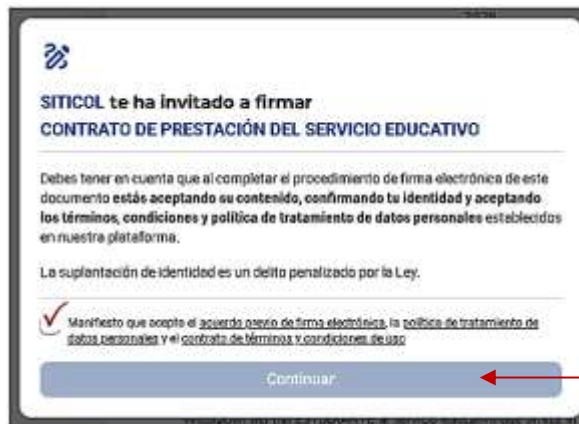 SITICOL te ha invitado a firmar
CONTRATO DE PRESTACIÓN DEL SERVICIO EDUCATIVO
Debes tener en cuenta que al completar el procedimiento de firma electrónica de este
documento estás aceptando su contenido, confirmando tu identidad y aceptando
los términos, condiciones y política de tratamiento de datos personales establecidos
en nuestra plataforma.
La suplantación de identidad es un delito penalizado por la Ley.
Manifiesto que acepto el acuerdo previo de firma electrónica, la política de tratamiento de
datos personales y el contrato de términos y condiciones de uso
Continuar